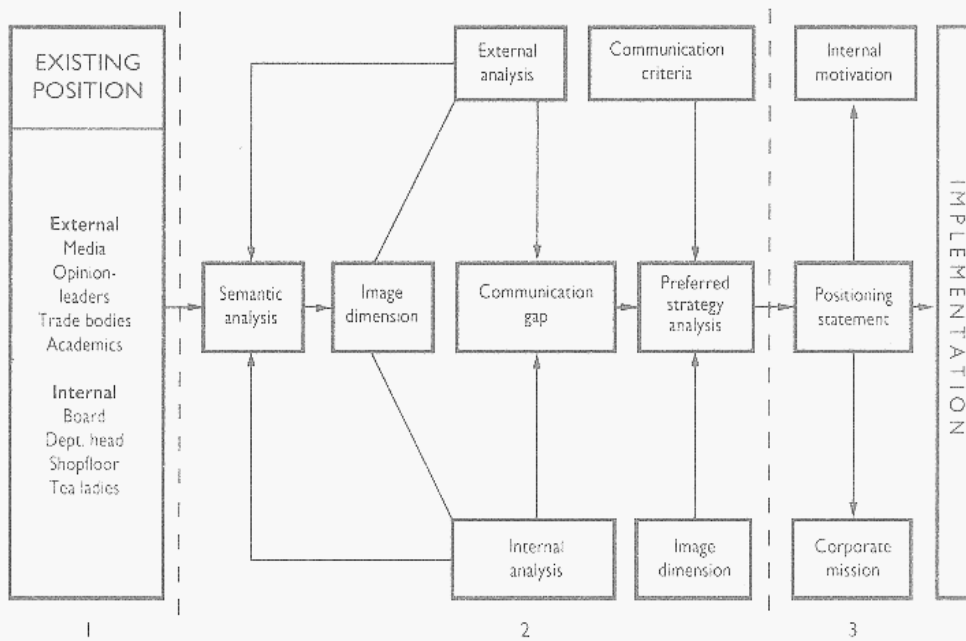 EXISTING
POSITION
External
Media
Opinion-
leaders
Trade bodies
Academics
Internal
Board
Dept. head
Shopfloor
Tea ladies
1
External
analysis
Communication
criteria
Semantic
analysis
Image
dimension
Communication
gap
Preferred
strategy
analysis
Internal
analysis
Image
dimension
2
Internal
motivation
Positioning
statement
Corporate
mission
3
IMPLEMENTATION